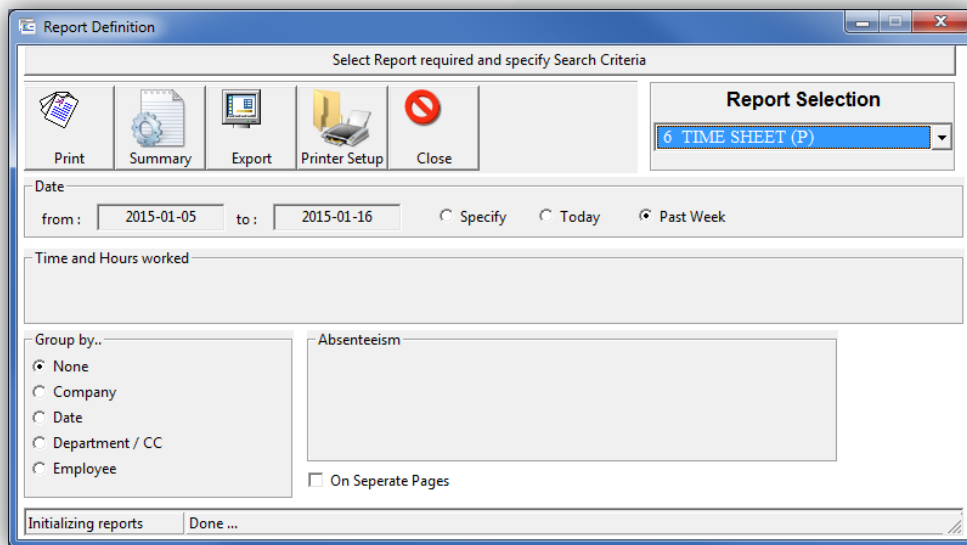 Report Definition
Select Report required and specify Search Criteria
Print Summary Export Printer Setup Close
Report Selection
6 TIME SHEET (P)
Date
from : 2015-01-05 to : 2015-01-16 Specify Today Past Week
Time and Hours worked
Group by..
None
Company
Date
Department / CC
Employee
Absenteeism
On Seperate Pages
Initializing reports Done ...